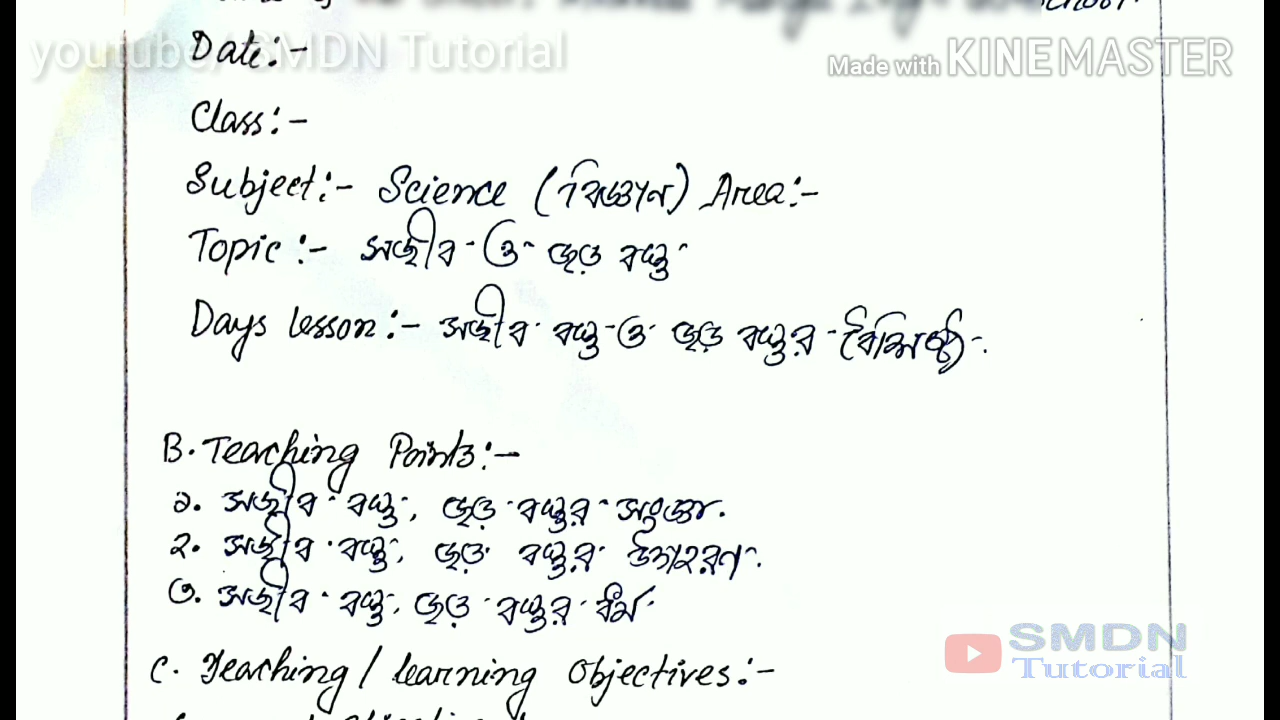 School.
Date:-
youtube/ SMDN Tutorial
Made with KINEMASTER
Class:-
Subject:- Science (বিজ্ঞান) Area:-
Topic:- সজীব ও জড় বস্তু
Days lesson:- সজীব বস্তু ও জড় বস্তুর বৈশিষ্ট্য.
B. Teaching Points:-
১. সজীব বস্তু, জড় বস্তুর সংজ্ঞা.
২. সজীব বস্তু, জড় বস্তুর উদাহরণ.
৩. সজীব বস্তু, জড় বস্তুর ধর্ম
SMDN
Tutorial
C. Teaching/learning Objectives:-